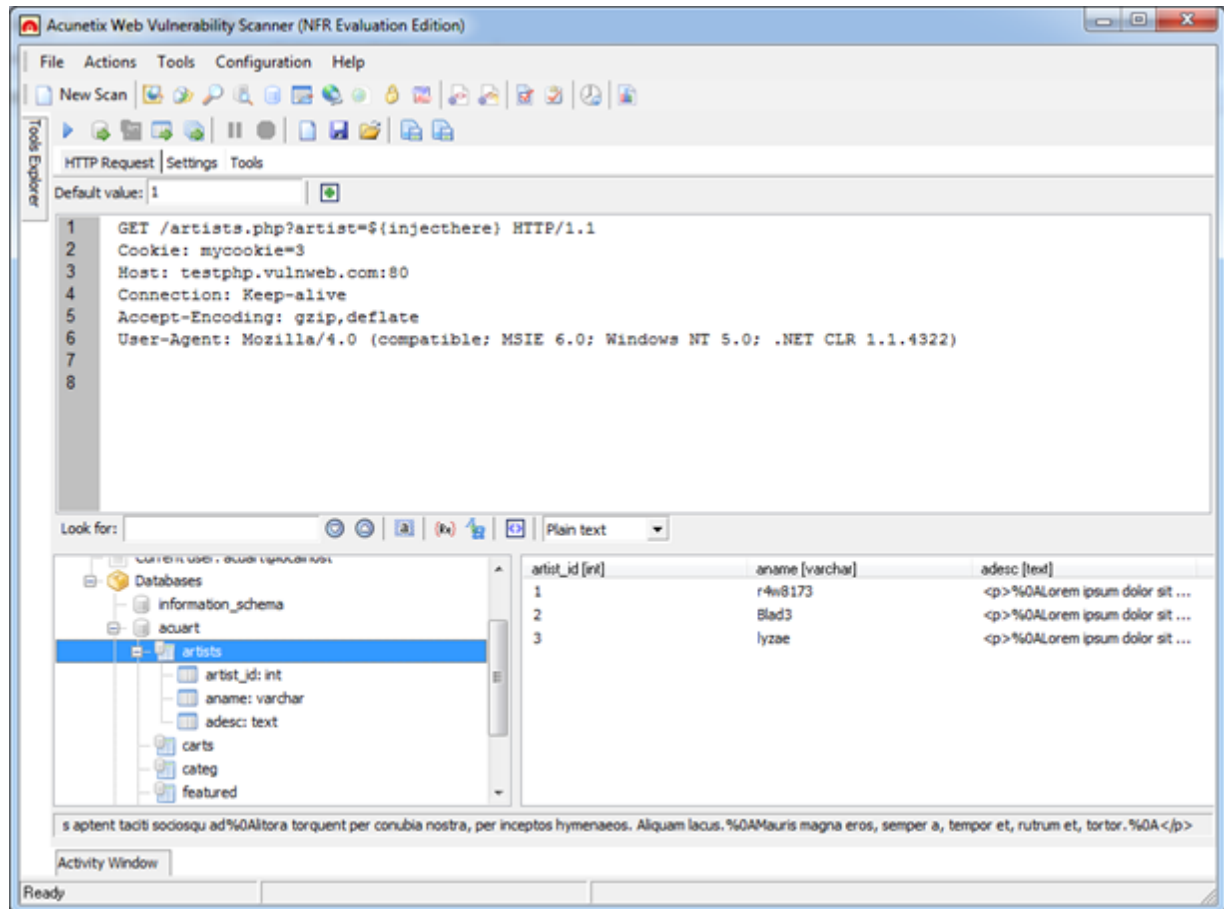 Acunetix Web Vulnerability Scanner (NFR Evaluation Edition)
File Actions Tools Configuration Help
New Scan
Tools Explorer
HTTP Request Settings Tools
Default value: 1
1 GET /artists.php?artist=${injecthere} HTTP/1.1
2 Cookie: mycookie=3
3 Host: testphp.vulnweb.com:80
4 Connection: Keep-alive
5 Accept-Encoding: gzip,deflate
6 User-Agent: Mozilla/4.0 (compatible; MSIE 6.0; Windows NT 5.0; .NET CLR 1.1.4322)
7
8
Look for: Plain text
Current user: acuart@localhost
Databases
information_schema
acuart
artists
artist_id: int
aname: varchar
adesc: text
carts
categ
featured
artist_id [int] aname [varchar] adesc [text]
1 r4w8173 <p>%0ALorem ipsum dolor sit ...
2 Blad3 <p>%0ALorem ipsum dolor sit ...
3 lyzae <p>%0ALorem ipsum dolor sit ...
s aptent taciti sociosqu ad%0Alitora torquent per conubia nostra, per inceptos hymenaeos. Aliquam lacus.%0AMauris magna eros, semper a, tempor et, rutrum et, tortor.%0A</p>
Activity Window
Ready